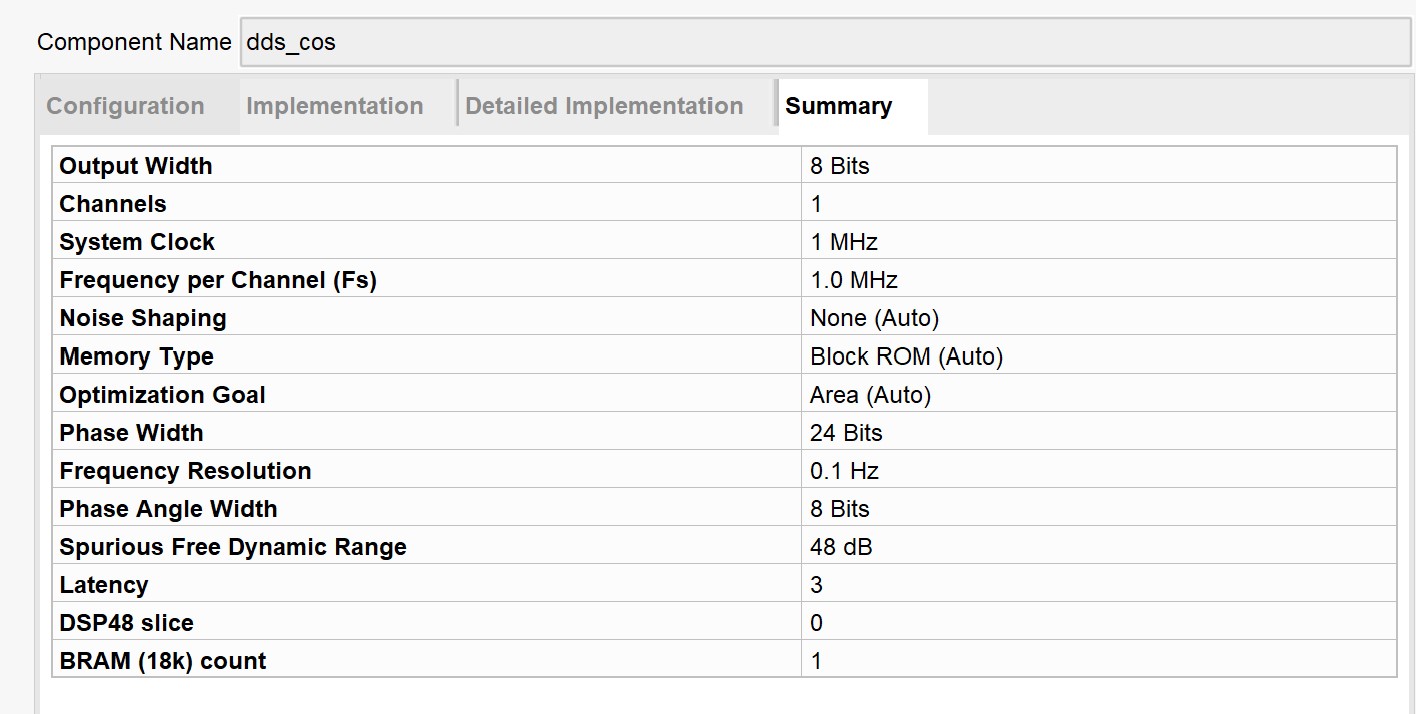 Component Name dds_cos
Configuration Implementation Detailed Implementation Summary
Output Width 8 Bits
Channels 1
System Clock 1 MHz
Frequency per Channel (Fs) 1.0 MHz
Noise Shaping None (Auto)
Memory Type Block ROM (Auto)
Optimization Goal Area (Auto)
Phase Width 24 Bits
Frequency Resolution 0.1 Hz
Phase Angle Width 8 Bits
Spurious Free Dynamic Range 48 dB
Latency 3
DSP48 slice 0
BRAM (18k) count 1